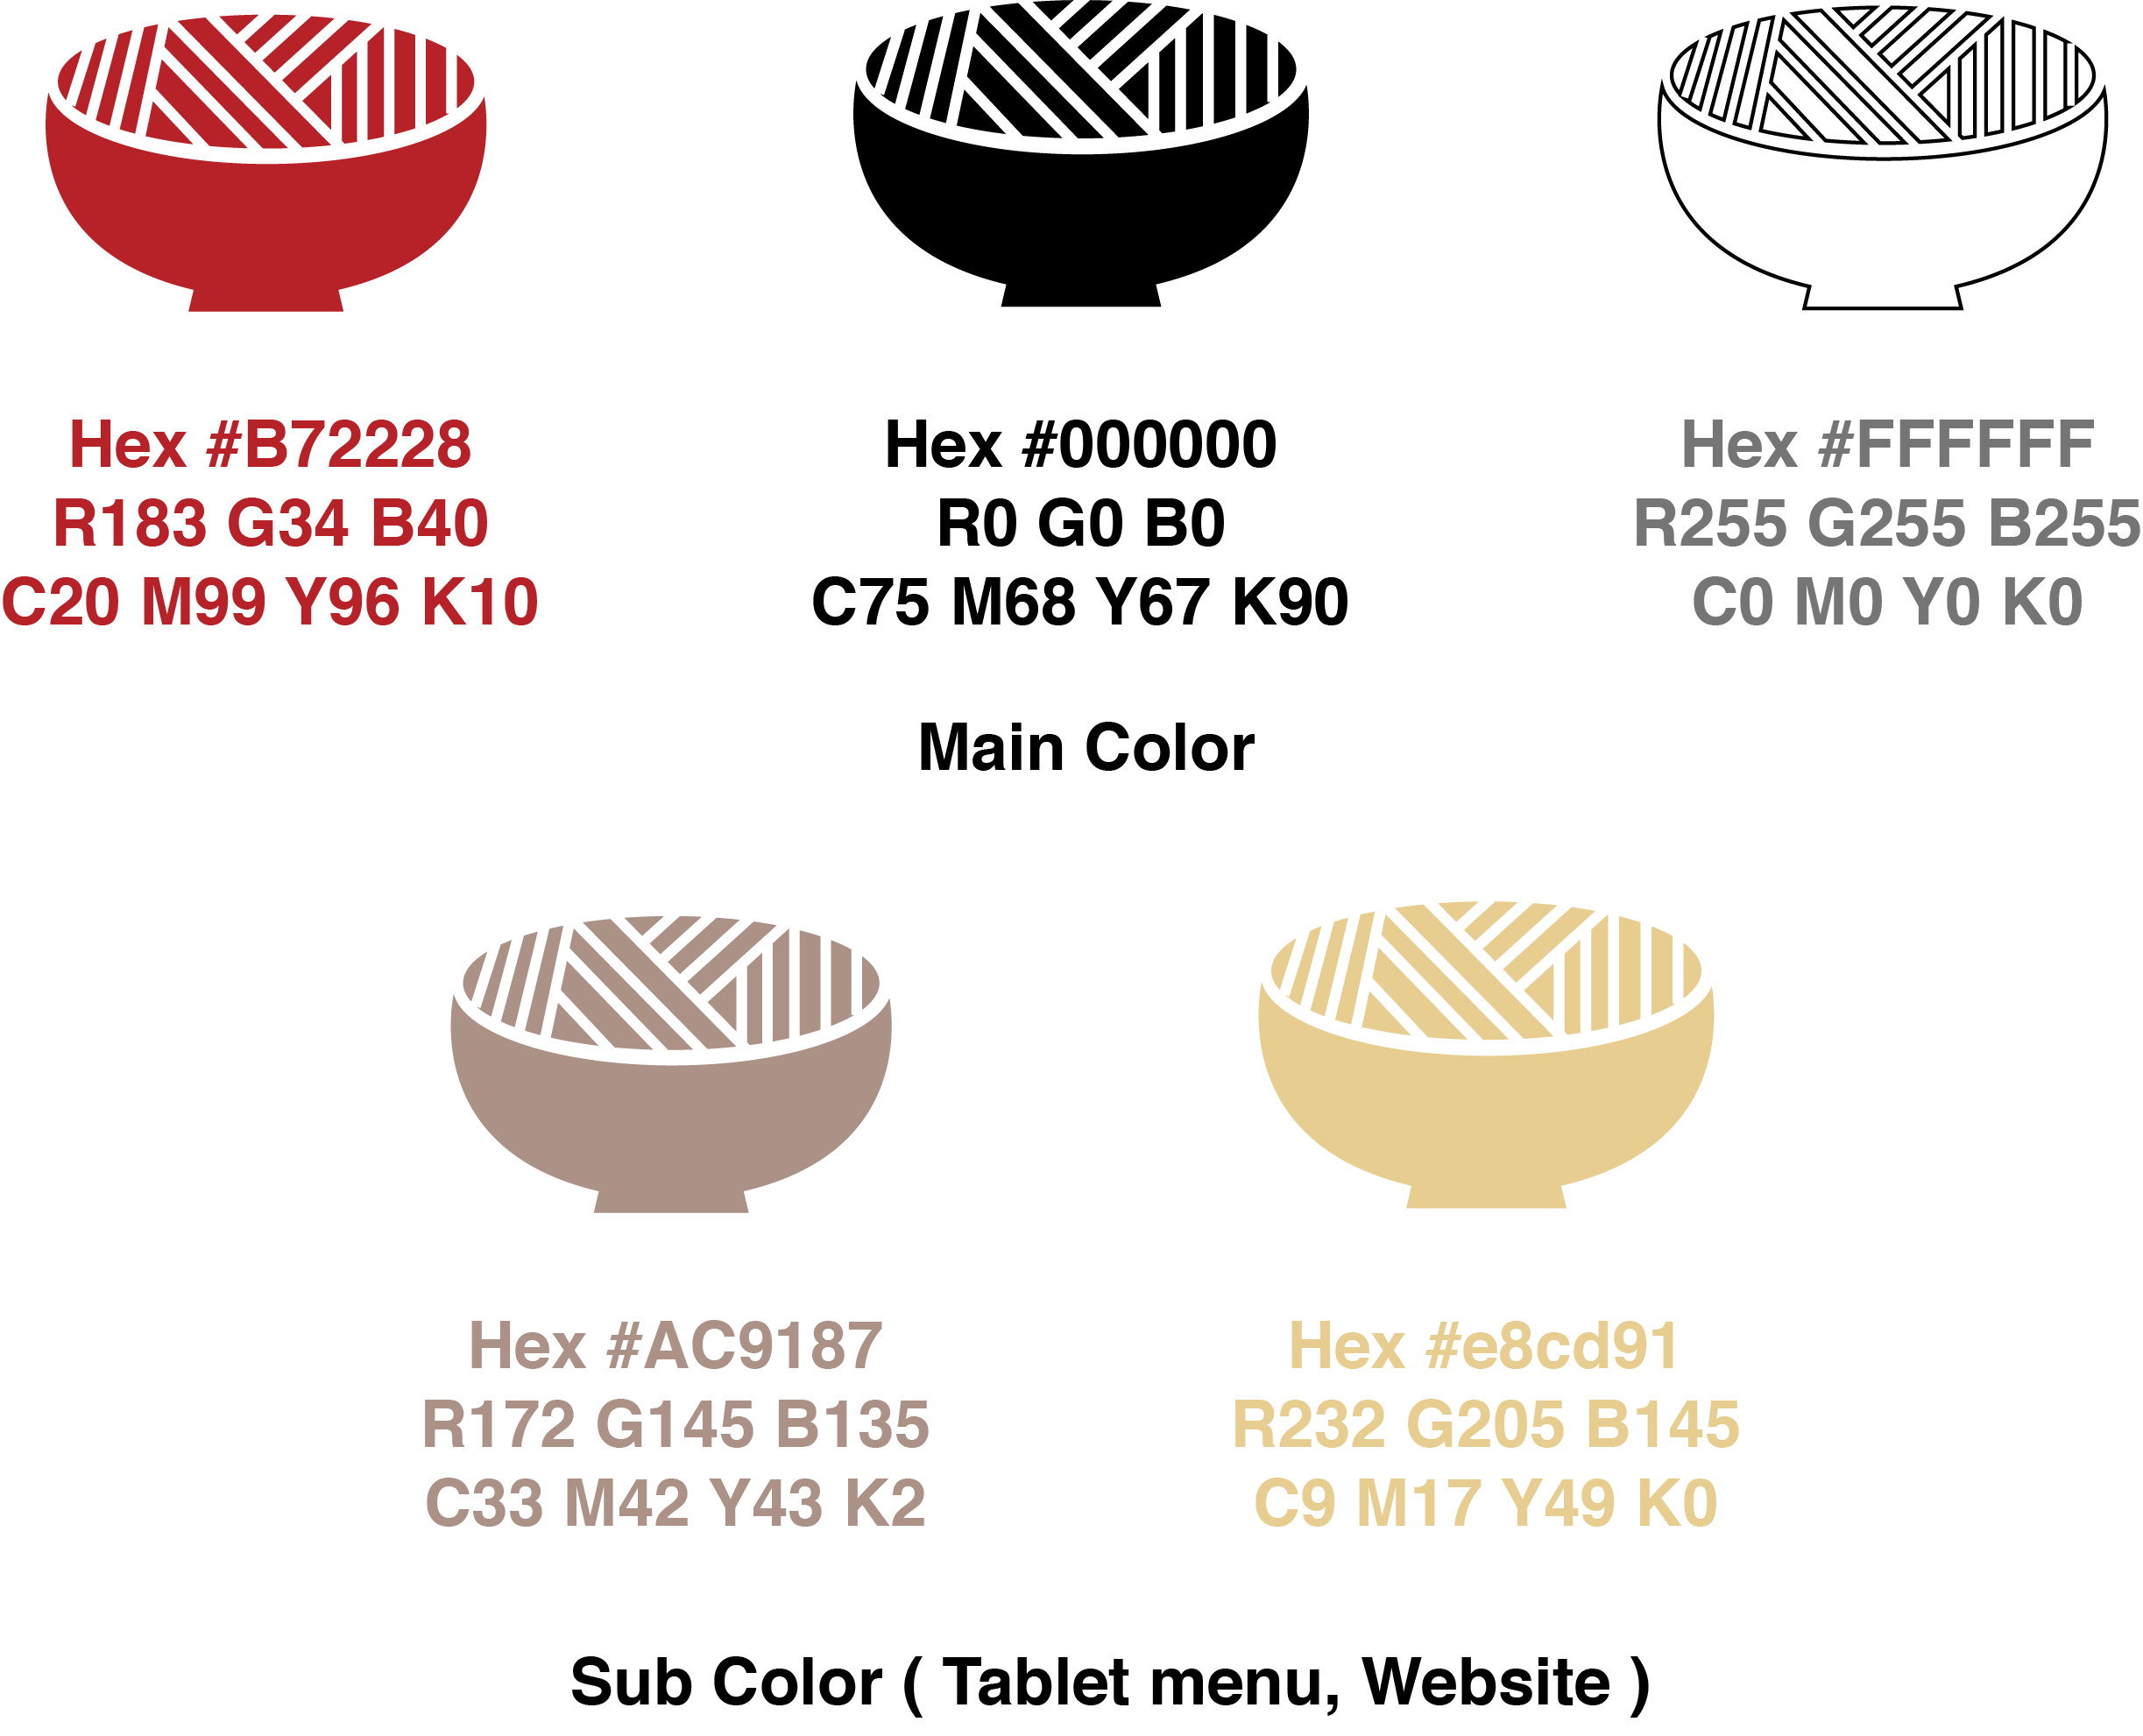 Hex #B72228
R183 G34 B40
C20 M99 Y96 K10
Hex #000000
R0 G0 B0
C75 M68 Y67 K90
Hex #FFFFFF
R255 G255 B255
C0 M0 Y0 K0
Main Color
Hex #AC9187
R172 G145 B135
C33 M42 Y43 K2
Hex #e8cd91
R232 G205 B145
C9 M17 Y49 K0
Sub Color ( Tablet menu, Website )